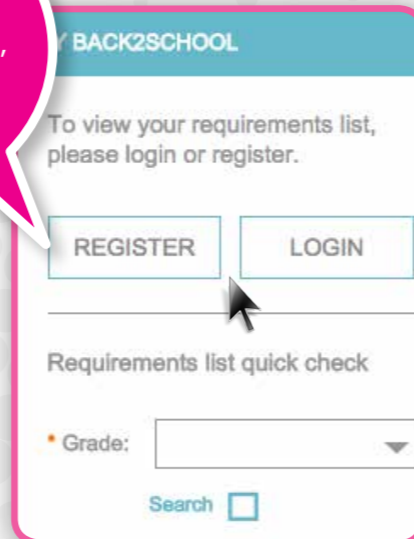 Y BACK2SCHOOL
To view your requirements list,
please login or register.
REGISTER
LOGIN
Requirements list quick check
* Grade:
Search